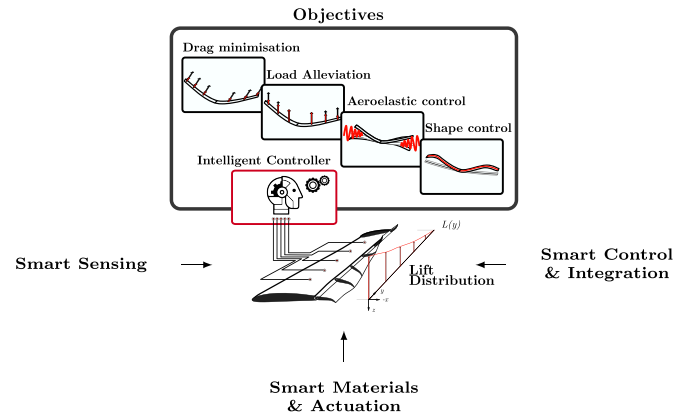 Objectives
Drag minimisation
Load Alleviation
Aeroelastic control
Shape control
Intelligent Controller
L(y)
Smart Sensing
Smart Control
& Integration
Lift
Distribution
y
-x
z
Smart Materials
& Actuation